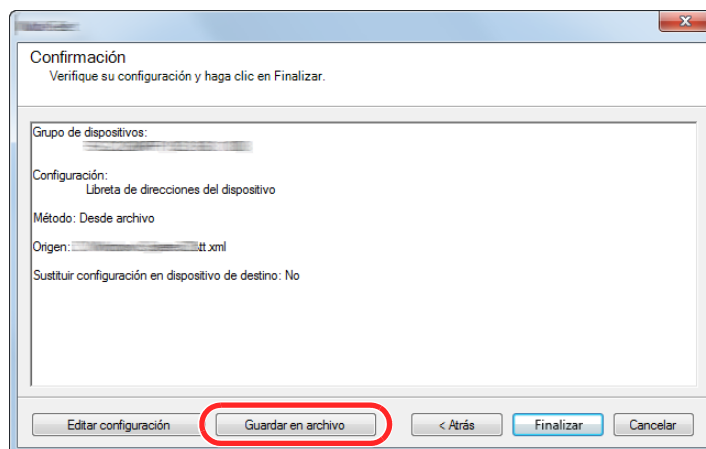 Confirmación
Verifique su configuración y haga clic en Finalizar.
Grupo de dispositivos:
Configuración:
Libreta de direcciones del dispositivo
Método: Desde archivo
Origen: tt.xml
Sustituir configuración en dispositivo de destino: No
Editar configuración Guardar en archivo < Atrás Finalizar Cancelar